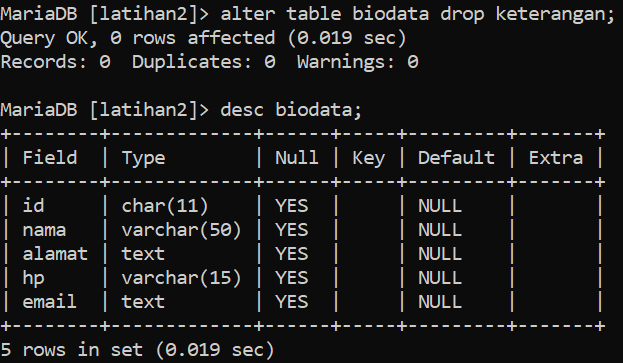 MariaDB [latihan2]> alter table biodata drop keterangan;
Query OK, 0 rows affected (0.019 sec)
Records: 0  Duplicates: 0  Warnings: 0

MariaDB [latihan2]> desc biodata;
+--------+-------------+------+-----+---------+-------+
| Field  | Type        | Null | Key | Default | Extra |
+--------+-------------+------+-----+---------+-------+
| id     | char(11)    | YES  |     | NULL    |       |
| nama   | varchar(50) | YES  |     | NULL    |       |
| alamat | text        | YES  |     | NULL    |       |
| hp     | varchar(15) | YES  |     | NULL    |       |
| email  | text        | YES  |     | NULL    |       |
+--------+-------------+------+-----+---------+-------+
5 rows in set (0.019 sec)